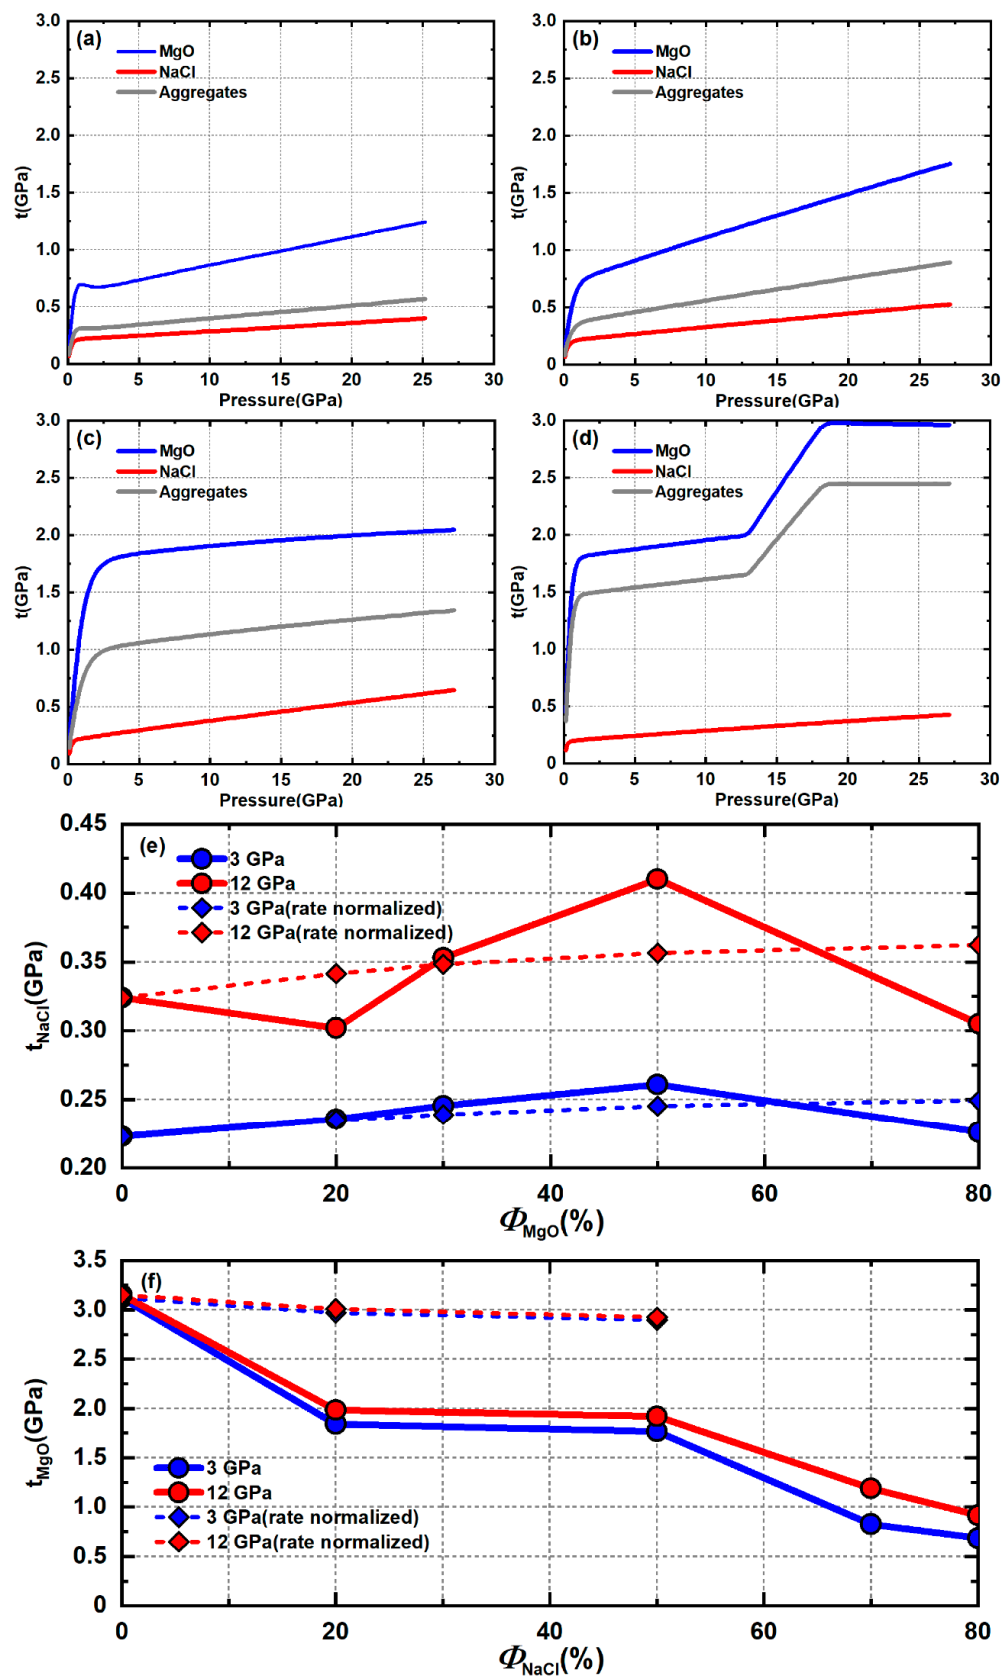 (a)
MgO
NaCl
Aggregates
3.0
2.5
2.0
1.5
1.0
0.5
0
t(GPa)
0 5 10 15 20 25 30
Pressure(GPa)
(b)
MgO
NaCl
Aggregates
3.0
2.5
2.0
1.5
1.0
0.5
0
t(GPa)
0 5 10 15 20 25 30
Pressure(GPa)
(c)
MgO
NaCl
Aggregates
3.0
2.5
2.0
1.5
1.0
0.5
0
t(GPa)
0 5 10 15 20 25 30
Pressure(GPa)
(d)
MgO
NaCl
Aggregates
3.0
2.5
2.0
1.5
1.0
0.5
0
t(GPa)
0 5 10 15 20 25 30
Pressure(GPa)
(e)
3 GPa
12 GPa
3 GPa(rate normalized)
12 GPa(rate normalized)
0.45
0.40
0.35
0.30
0.25
0.20
tNaCl(GPa)
0 20 40 60 80
ΦMgO(%)
(f)
3.5
3.0
2.5
2.0
1.5
1.0
0.5
0
tMgO(GPa)
3 GPa
12 GPa
3 GPa(rate normalized)
12 GPa(rate normalized)
0 20 40 60 80
ΦNaCl(%)